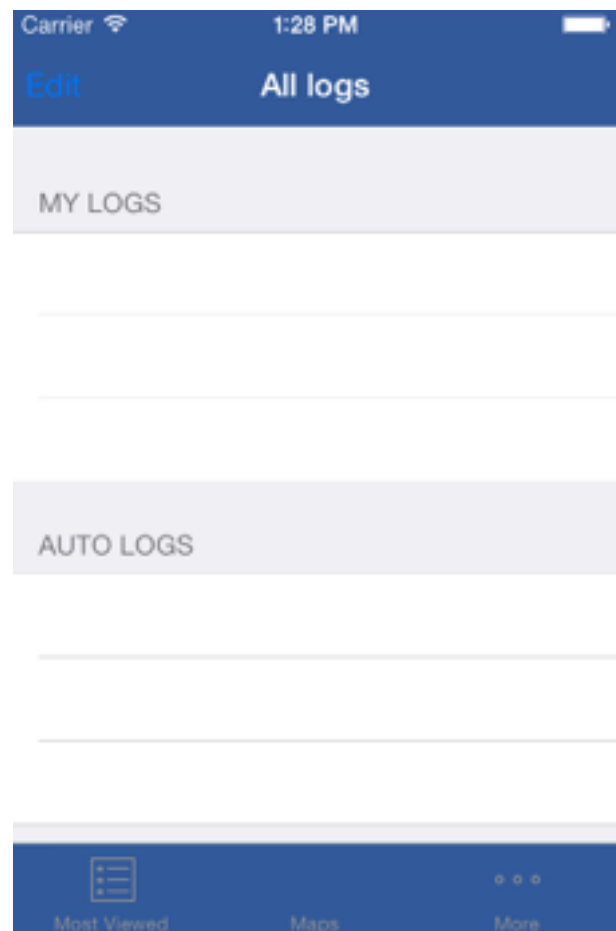 Carrier 1:28 PM
Edit All logs
MY LOGS
AUTO LOGS
Most Viewed Maps More